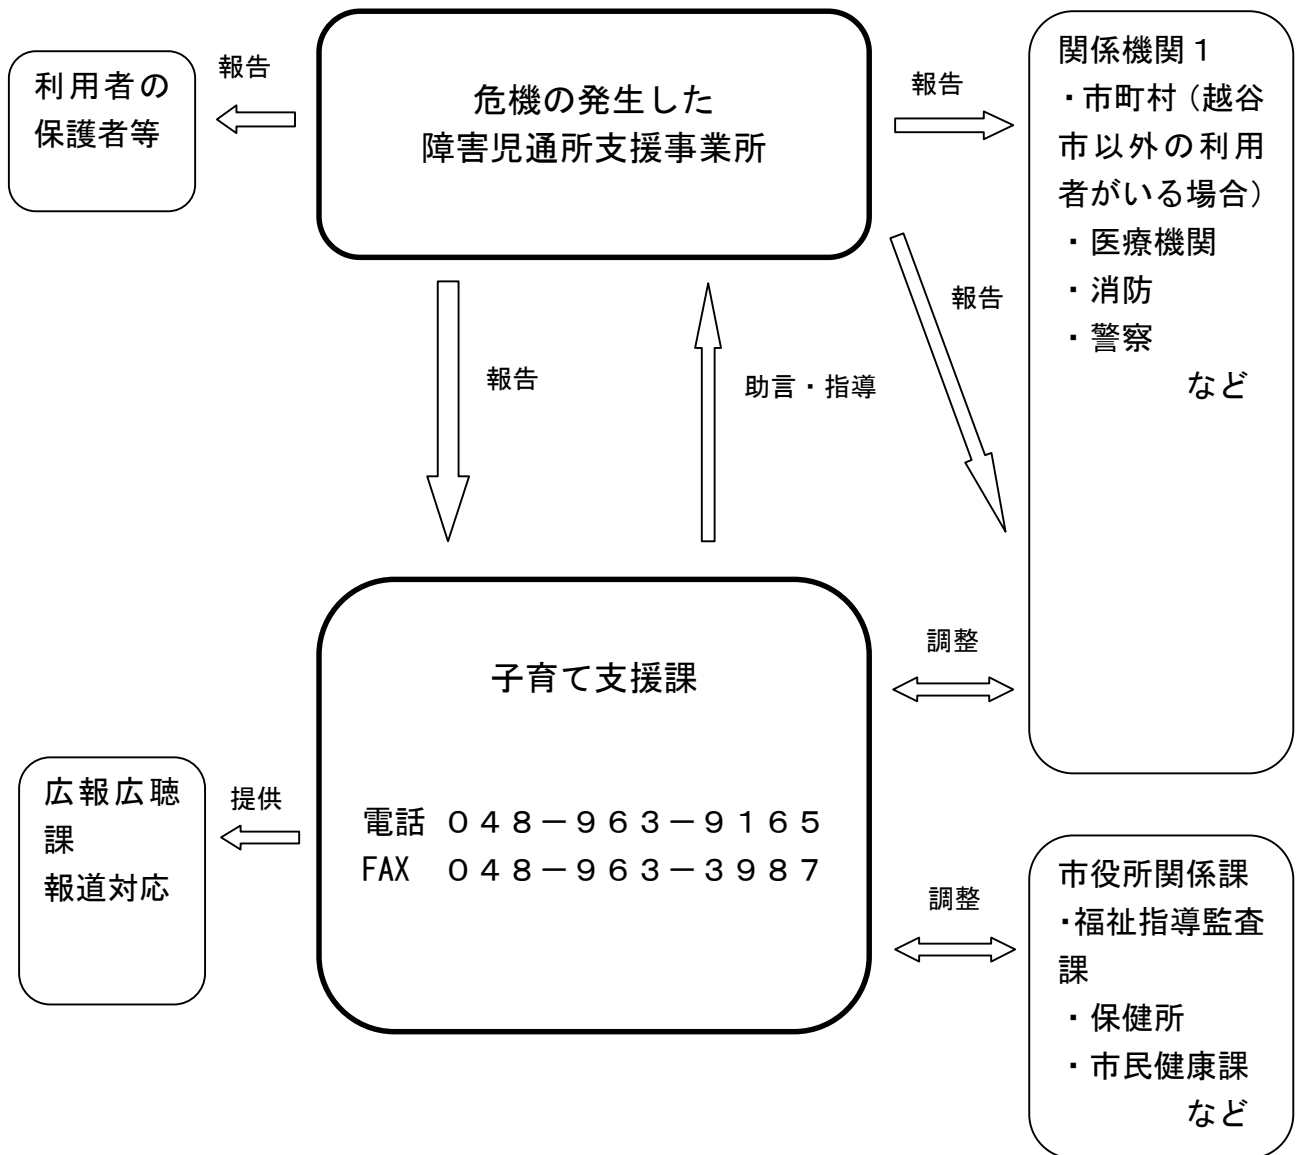 利用者の
保護者等
報告
危機の発生した
障害児通所支援事業所
報告
関係機関１
・市町村（越谷
市以外の利用
者がいる場合）
・医療機関
・消防
・警察
など
報告
報告
助言・指導
子育て支援課
電話　０４８－９６３－９１６５
FAX　０４８－９６３－３９８７
調整
広報広聴
課
報道対応
提供
調整
市役所関係課
・福祉指導監査
課
・保健所
・市民健康課
など